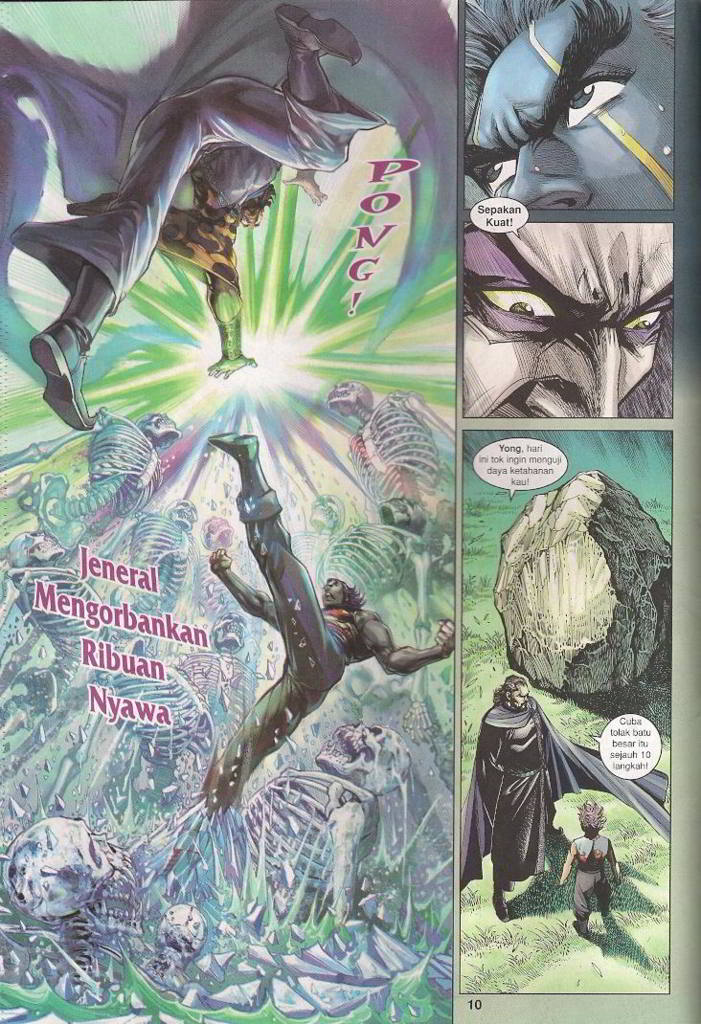 PONG!
Jeneral
Mengorbankan
Ribuan
Nyawa
Sepakan
Kuat!
Yong, hari
ini tok ingin menguji
daya ketahanan
kau!
Cuba
tolak batu
besar itu
sejauh 10
langkah!
10